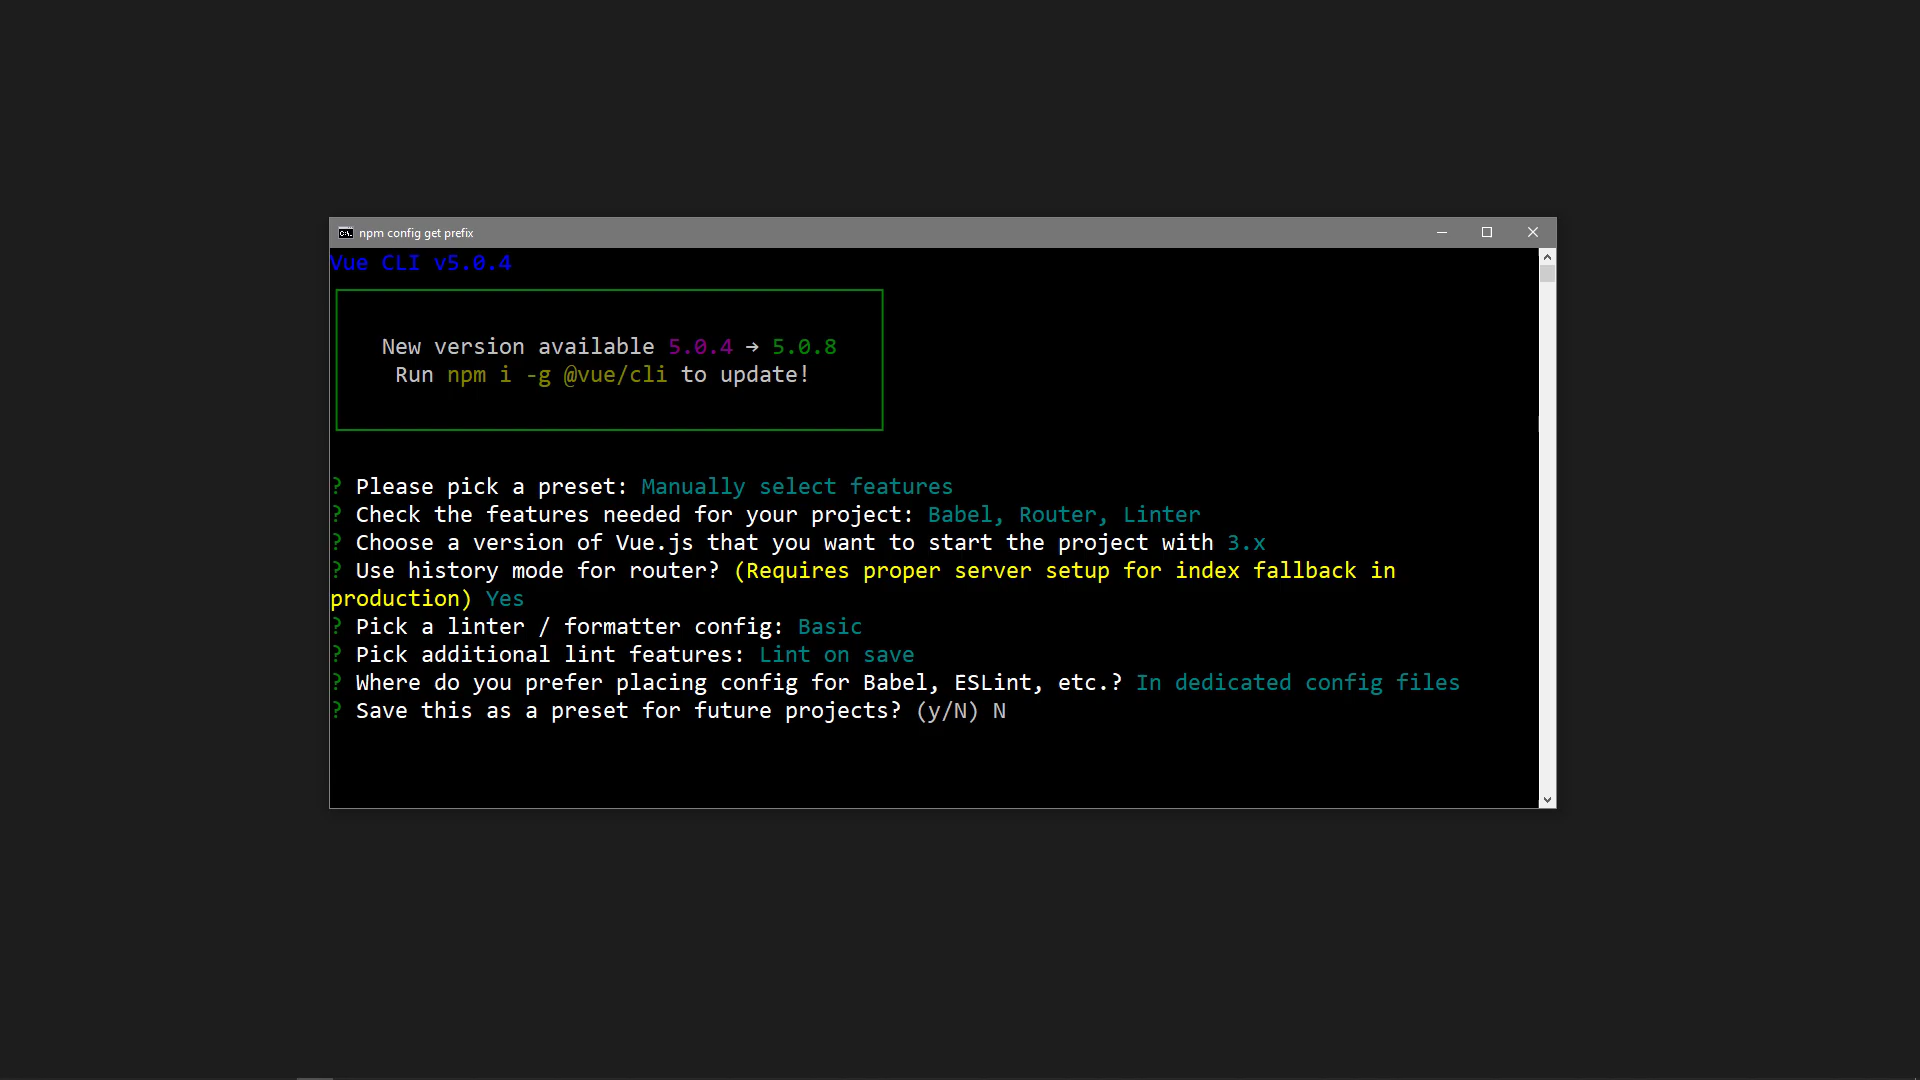 npm config get prefix
Vue CLI v5.0.4
New version available 5.0.4 → 5.0.8
Run npm i -g @vue/cli to update!
? Please pick a preset: Manually select features
? Check the features needed for your project: Babel, Router, Linter
? Choose a version of Vue.js that you want to start the project with 3.x
? Use history mode for router? (Requires proper server setup for index fallback in
production) Yes
? Pick a linter / formatter config: Basic
? Pick additional lint features: Lint on save
? Where do you prefer placing config for Babel, ESLint, etc.? In dedicated config files
? Save this as a preset for future projects? (y/N) N